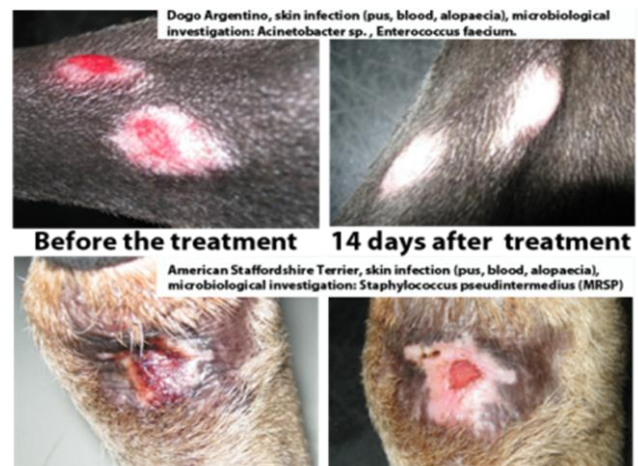 Dogo Argentino, skin infection (pus, blood, alopaecia), microbiological
investigation: Acinetobacter sp. , Enterococcus faecium.
Before the treatment
14 days after treatment
American Staffordshire Terrier, skin infection (pus, blood, alopaecia),
microbiological investigation: Staphylococcus pseudintermedius (MRSP)